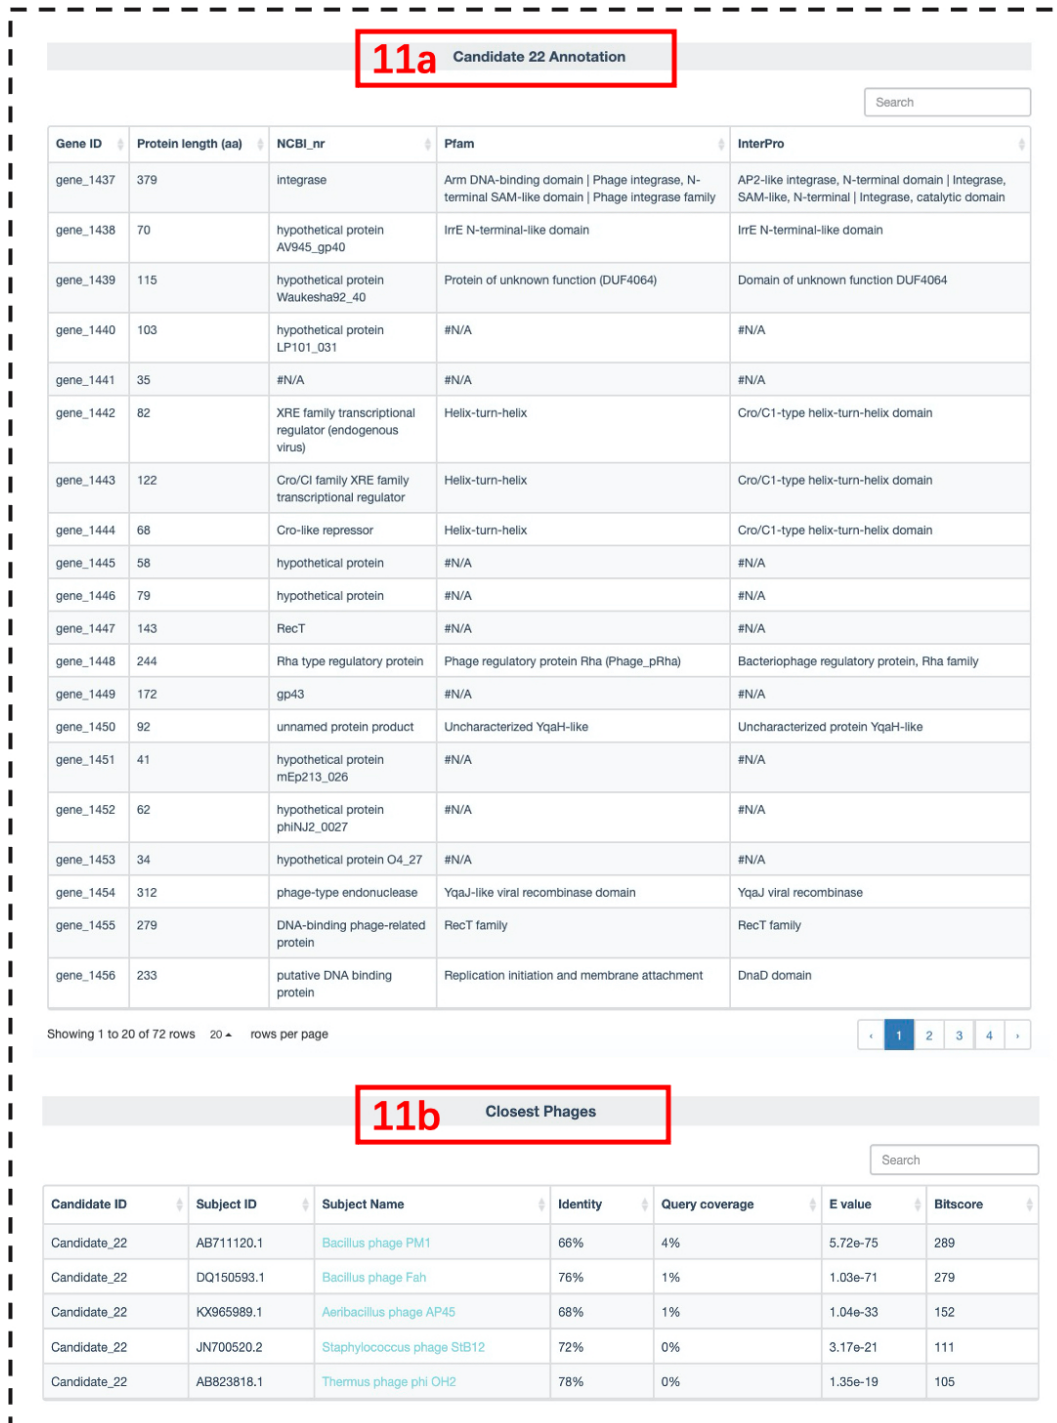 11a Candidate 22 Annotation
Search
Gene ID Protein length (aa) NCBI_nr Pfam InterPro
gene_1437 379 integrase Arm DNA-binding domain | Phage integrase, N- AP2-like integrase, N-terminal domain | Integrase,
terminal SAM-like domain | Phage integrase family SAM-like, N-terminal | Integrase, catalytic domain
gene_1438 70 hypothetical protein IrrE N-terminal-like domain IrrE N-terminal-like domain
AV945_gp40
gene_1439 115 hypothetical protein Protein of unknown function (DUF4064) Domain of unknown function DUF4064
Waukesha92_40
gene_1440 103 hypothetical protein #N/A #N/A
LP101_031
gene_1441 35 #N/A #N/A #N/A
gene_1442 82 XRE family transcriptional Helix-turn-helix Cro/C1-type helix-turn-helix domain
regulator (endogenous
virus)
gene_1443 122 Cro/CI family XRE family Helix-turn-helix Cro/C1-type helix-turn-helix domain
transcriptional regulator
gene_1444 68 Cro-like repressor Helix-turn-helix Cro/C1-type helix-turn-helix domain
gene_1445 58 hypothetical protein #N/A #N/A
gene_1446 79 hypothetical protein #N/A #N/A
gene_1447 143 RecT #N/A #N/A
gene_1448 244 Rha type regulatory protein Phage regulatory protein Rha (Phage_pRha) Bacteriophage regulatory protein, Rha family
gene_1449 172 gp43 #N/A #N/A
gene_1450 92 unnamed protein product Uncharacterized YqaH-like Uncharacterized protein YqaH-like
gene_1451 41 hypothetical protein #N/A #N/A
mEp213_026
gene_1452 62 hypothetical protein #N/A #N/A
phiNJ2_0027
gene_1453 34 hypothetical protein O4_27 #N/A #N/A
gene_1454 312 phage-type endonuclease YqaJ-like viral recombinase domain YqaJ viral recombinase
gene_1455 279 DNA-binding phage-related RecT family RecT family
protein
gene_1456 233 putative DNA binding Replication initiation and membrane attachment DnaD domain
protein
Showing 1 to 20 of 72 rows 20 rows per page ‹ 1 2 3 4 ›
11b Closest Phages
Search
Candidate ID Subject ID Subject Name Identity Query coverage E value Bitscore
Candidate_22 AB711120.1 Bacillus phage PM1 66% 4% 5.72e-75 289
Candidate_22 DQ150593.1 Bacillus phage Fah 76% 1% 1.03e-71 279
Candidate_22 KX965989.1 Aeribacillus phage AP45 68% 1% 1.04e-33 152
Candidate_22 JN700520.2 Staphylococcus phage StB12 72% 0% 3.17e-21 111
Candidate_22 AB823818.1 Thermus phage phi OH2 78% 0% 1.35e-19 105